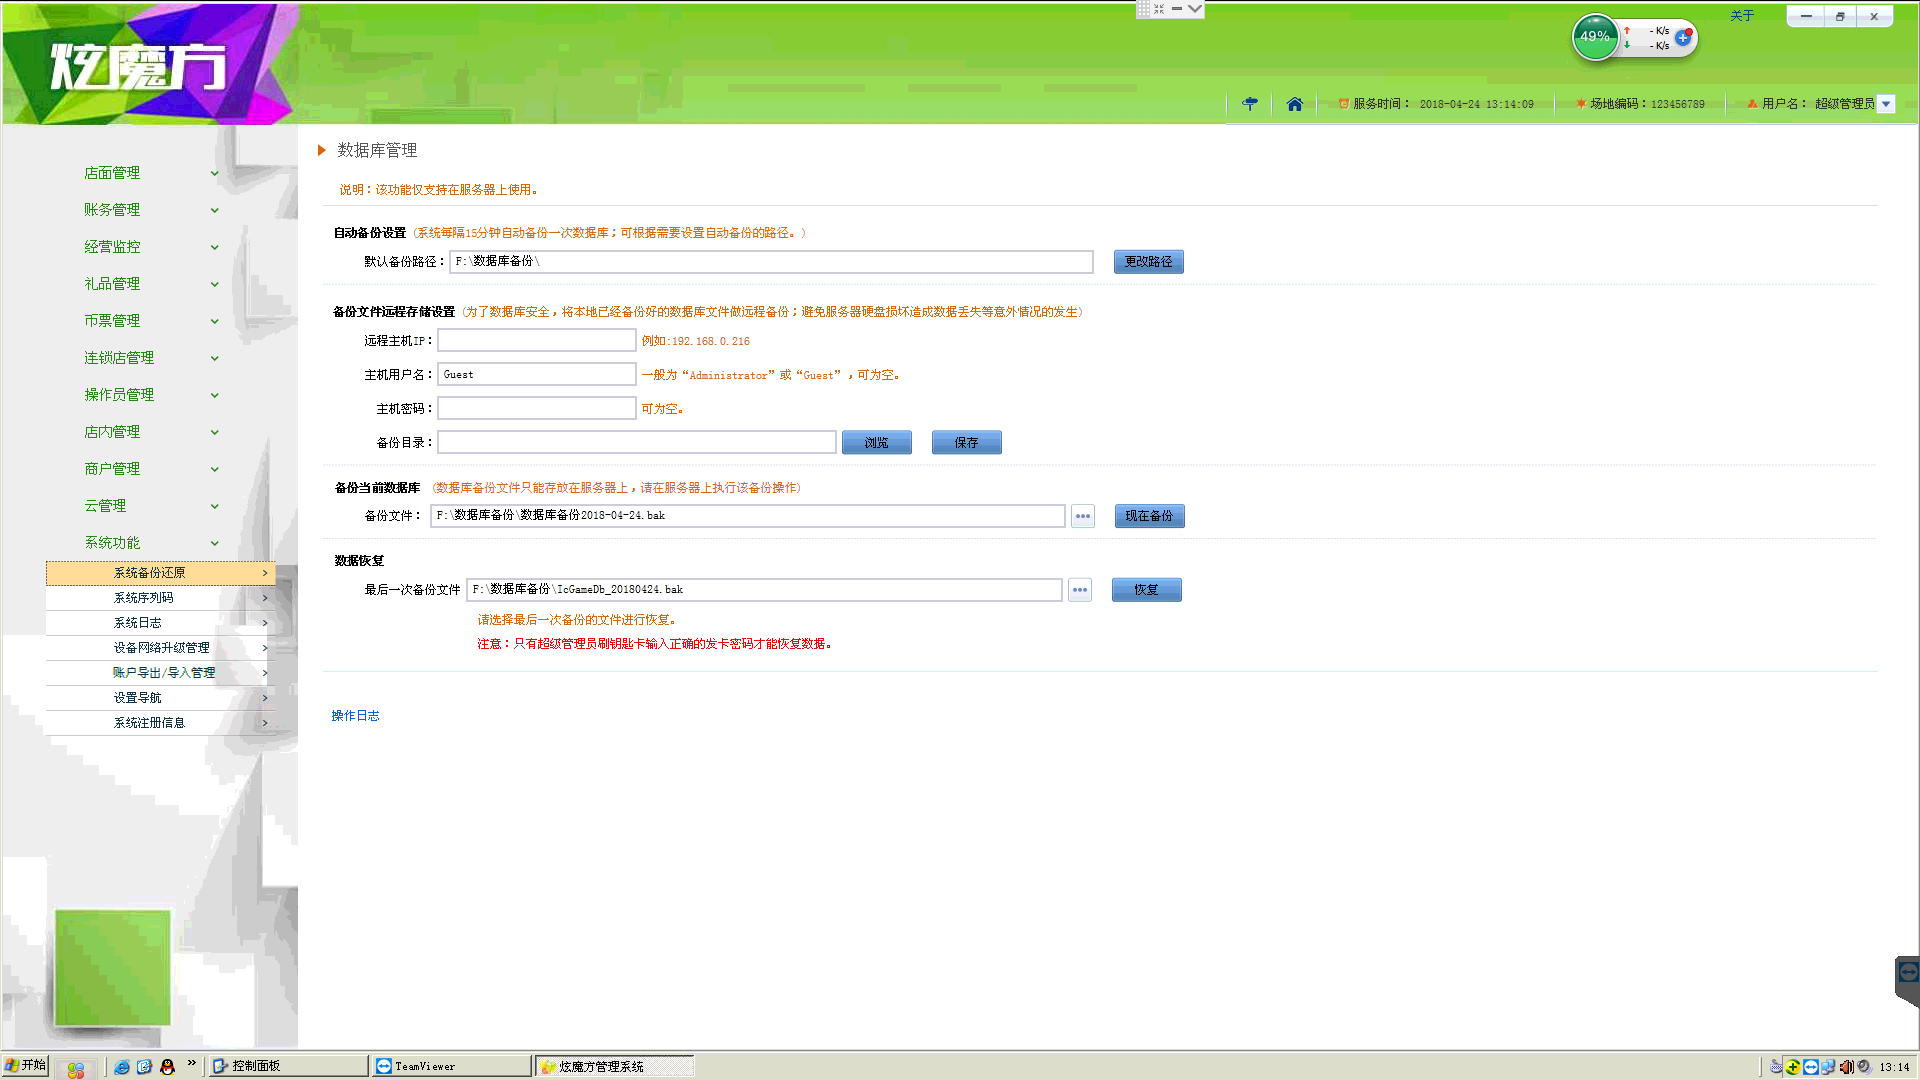 关于
炫魔方
49%
- K/s
- K/s
服务时间： 2018-04-24 13:14:09
场地编码：123456789
用户名： 超级管理员
店面管理
账务管理
经营监控
礼品管理
币票管理
连锁店管理
操作员管理
店内管理
商户管理
云管理
系统功能
系统备份还原
系统序列码
系统日志
设备网络升级管理
账户导出/导入管理
设置导航
系统注册信息
数据库管理
说明：该功能仅支持在服务器上使用。
自动备份设置 (系统每隔15分钟自动备份一次数据库；可根据需要设置自动备份的路径。)
默认备份路径： F:\数据库备份\ 更改路径
备份文件远程存储设置 (为了数据库安全，将本地已经备份好的数据库文件做远程备份；避免服务器硬盘损坏造成数据丢失等意外情况的发生)
远程主机IP： 例如:192.168.0.216
主机用户名： Guest 一般为“Administrator”或“Guest”，可为空。
主机密码： 可为空。
备份目录： 浏览 保存
备份当前数据库 (数据库备份文件只能存放在服务器上，请在服务器上执行该备份操作)
备份文件： F:\数据库备份\数据库备份2018-04-24.bak 现在备份
数据恢复
最后一次备份文件 F:\数据库备份\IcGameDb_20180424.bak 恢复
请选择最后一次备份的文件进行恢复。
注意：只有超级管理员刷钥匙卡输入正确的发卡密码才能恢复数据。
操作日志
开始 控制面板 TeamViewer 炫魔方管理系统 13:14